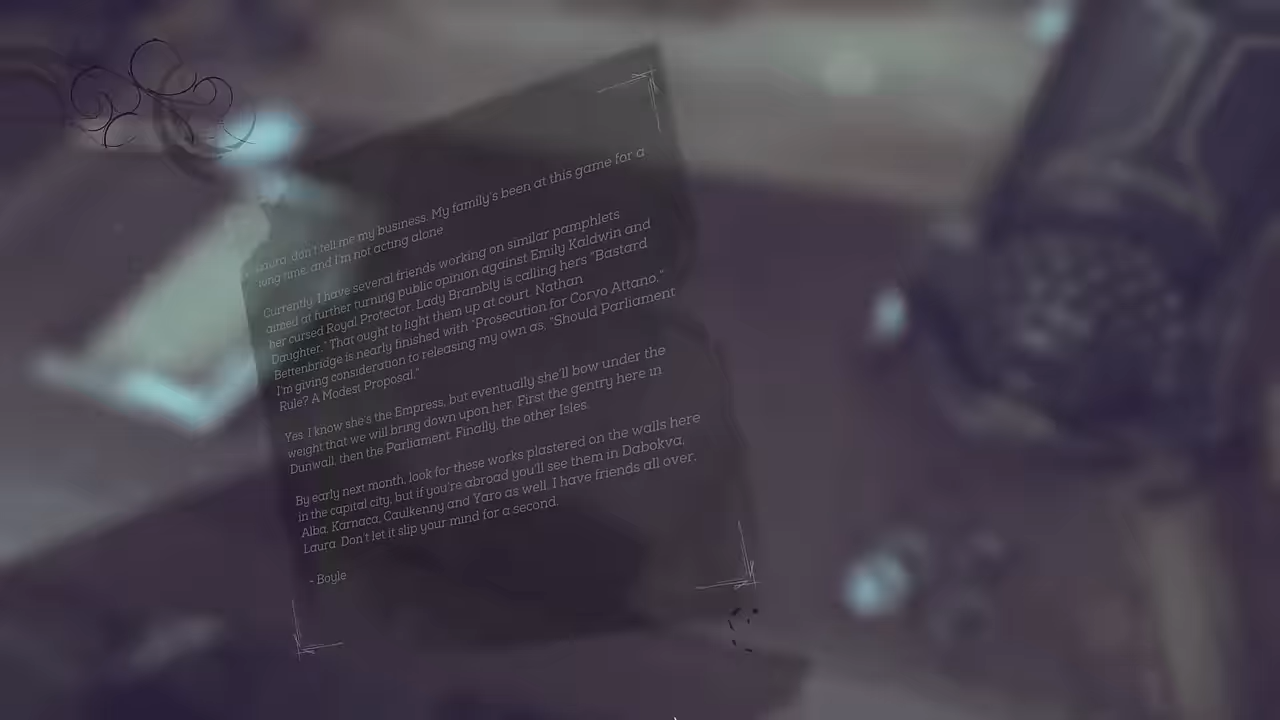 Laura, don't tell me my business. My family's been at this game for a
long time, and I'm not acting alone.
Currently, I have several friends working on similar pamphlets
aimed at further turning public opinion against Emily Kaldwin and
her cursed Royal Protector. Lady Brambly is calling hers "Bastard
Daughter." That ought to light them up at court. Nathan
Bettenbridge is nearly finished with "Prosecution for Corvo Attano."
I'm giving consideration to releasing my own as, "Should Parliament
Rule? A Modest Proposal."
Yes, I know she's the Empress, but eventually she'll bow under the
weight that we will bring down upon her. First the gentry here in
Dunwall, then the Parliament. Finally, the other Isles.
By early next month, look for these works plastered on the walls here
in the capital city, but if you're abroad you'll see them in Dabokva,
Alba, Karnaca, Caulkenny and Yaro as well. I have friends all over,
Laura. Don't let it slip your mind for a second.
- Boyle